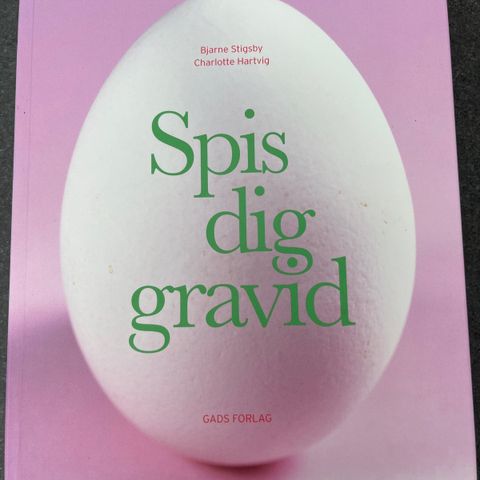 Bjarne Stigsby
Charlotte Hartvig
Spis
dig
gravid
GADS FORLAG